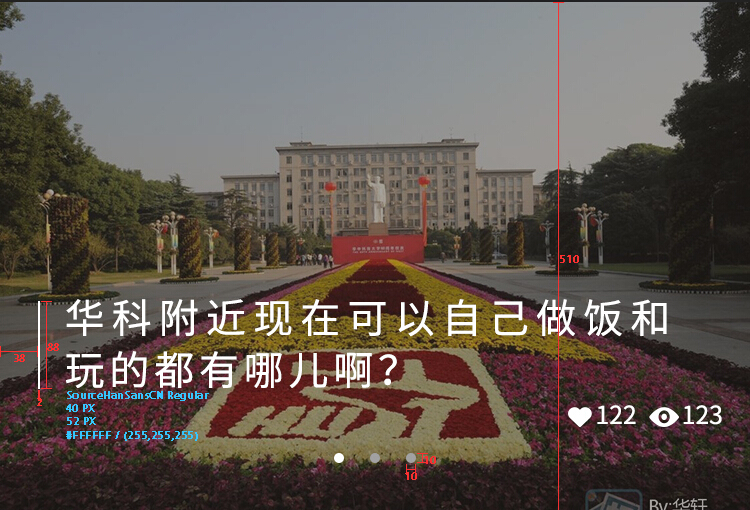 510
华科附近现在可以自己做饭和
88
38
玩的都有哪儿啊?
2
SourceHanSansCN Regular
40 PX
52 PX
#FFFFFF / (255,255,255)
122
123
HUST
10
By:华轩